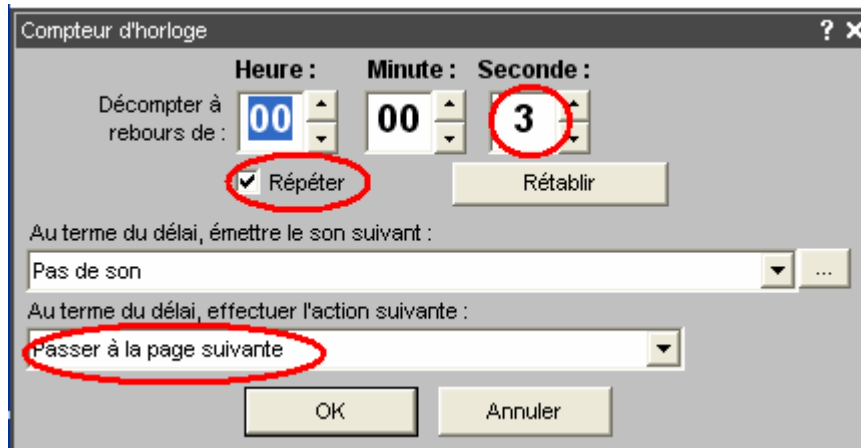 Compteur d'horloge ? x
Heure : Minute : Seconde :
Décompter à
rebours de :
00 00 3
Répéter Rétablir
Au terme du délai, émettre le son suivant :
Pas de son ...
Au terme du délai, effectuer l'action suivante :
Passer à la page suivante
OK Annuler